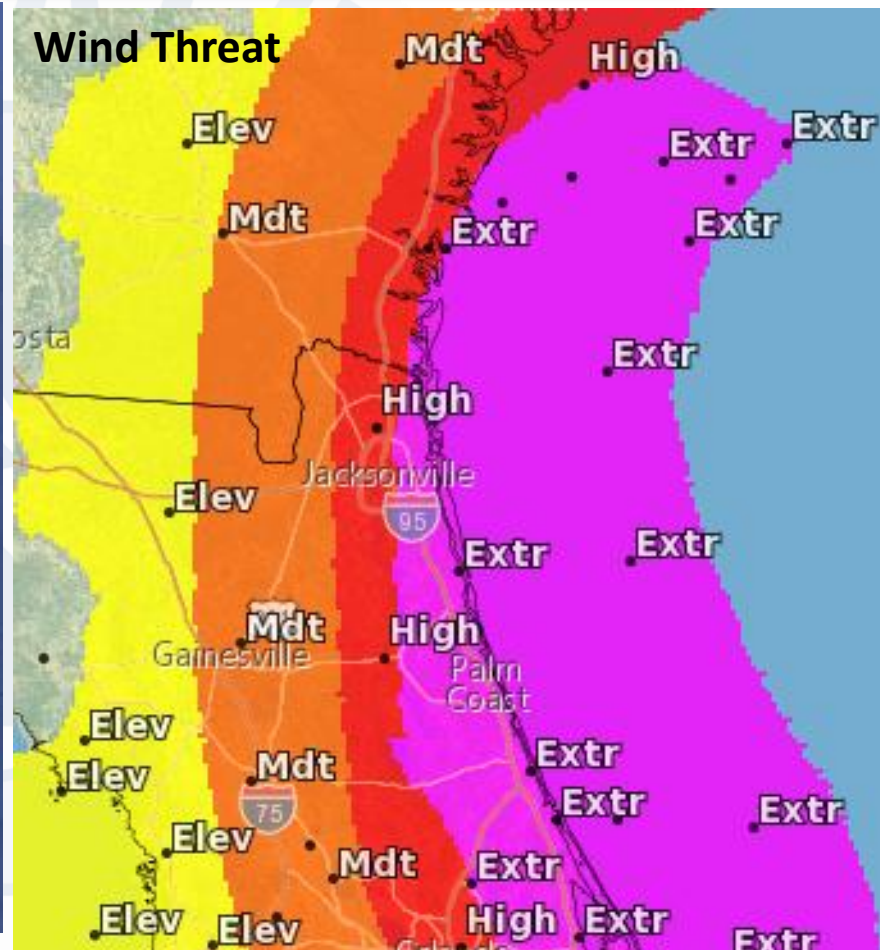 Wind Threat
Mdt
High
Elev
Extr
Extr
Mdt
Extr
Extr
osta
Extr
High
Jacksonville
Elev
95
Extr
Extr
Mdt
High
Gainesville
Palm
Coast
Elev
Extr
Elev
Mdt
75
Extr
Extr
Elev
Mdt
Extr
Elev
Elev
High
Extr
Extr